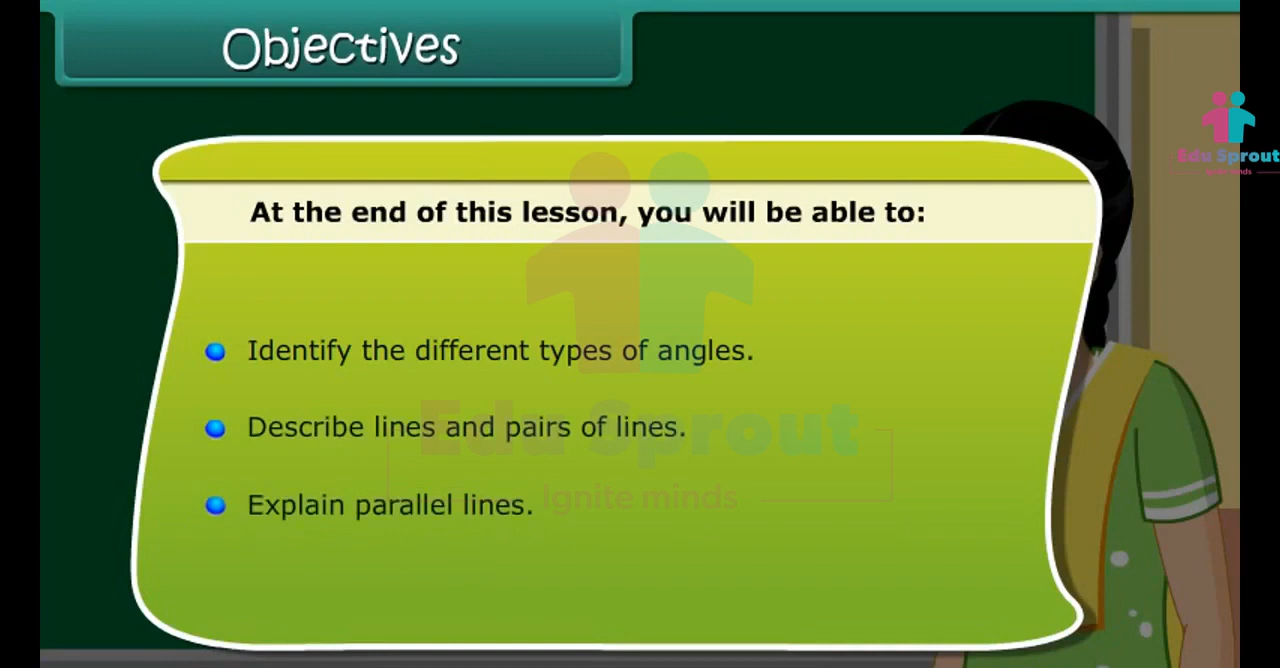 Objectives
Edu Sprout
At the end of this lesson, you will be able to:
Identify the different types of angles.
Describe lines and pairs of lines.
Edu Sprout
Ignite minds
Explain parallel lines.